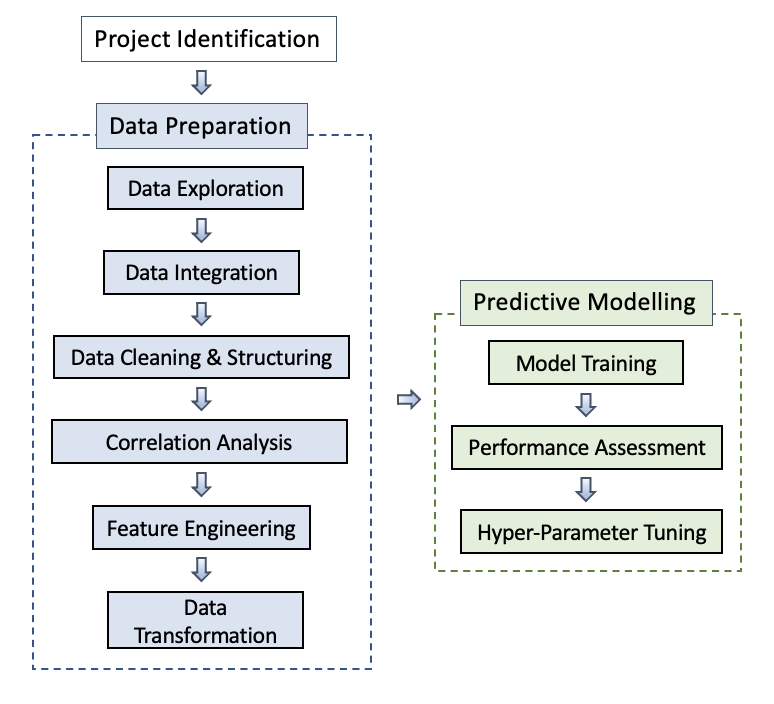 Project Identification
Data Preparation
Data Exploration
Data Integration
Data Cleaning & Structuring
Correlation Analysis
Feature Engineering
Data
Transformation
Predictive Modelling
Model Training
Performance Assessment
Hyper-Parameter Tuning